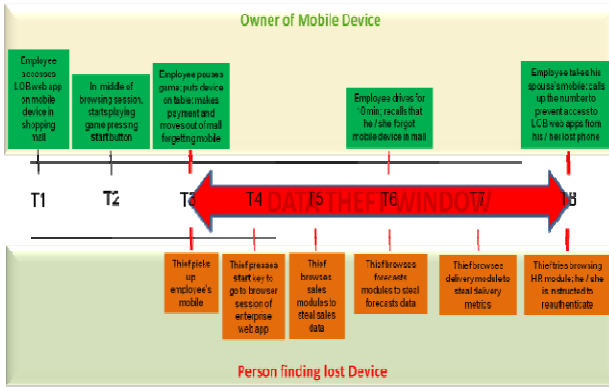 Owner of Mobile Device
Employee
accesses
LOB web app
on mobile
device in
shopping
mall
In middle of
browsing session,
starts playing
game pressing
start button
Employee pauses
game; puts device
on table; makes
payment and
moves out of mall
forgetting mobile
Employee drives for
10 min; recalls that
he / she forgot
mobile device in mall
Employee takes his
spouse's mobile; calls
up the number to
prevent access to
LOB web apps from
his / her lost phone
T1
T2
T3
T4
T5
T6
T7
T8
DATA THEFT WINDOW
Thief picks
up
employee's
mobile
Thief presses
start key to
go to browser
session of
enterprise
web app
Thief
browses
sales
modules to
steal sales
data
Thief browses
forecasts
modules to steal
forecasts data
Thief browses
delivery module to
steal delivery
metrics
Thief tries browsing
HR module; he / she
is instructed to
reauthenticate
Person finding lost Device